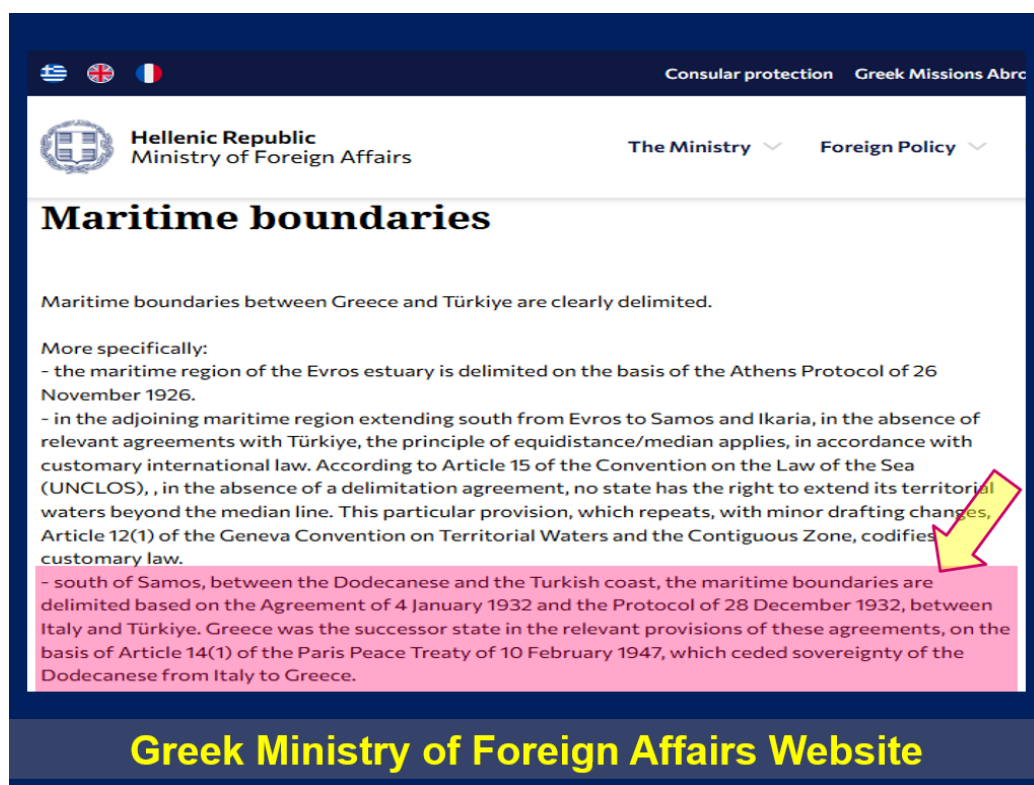 Consular protection Greek Missions Abro
Hellenic Republic
Ministry of Foreign Affairs
The Ministry Foreign Policy
Maritime boundaries
Maritime boundaries between Greece and Türkiye are clearly delimited.
More specifically:
- the maritime region of the Evros estuary is delimited on the basis of the Athens Protocol of 26
November 1926.
- in the adjoining maritime region extending south from Evros to Samos and Ikaria, in the absence of
relevant agreements with Türkiye, the principle of equidistance/median applies, in accordance with
customary international law. According to Article 15 of the Convention on the Law of the Sea
(UNCLOS), , in the absence of a delimitation agreement, no state has the right to extend its territorial
waters beyond the median line. This particular provision, which repeats, with minor drafting changes,
Article 12(1) of the Geneva Convention on Territorial Waters and the Contiguous Zone, codifies
customary law.
- south of Samos, between the Dodecanese and the Turkish coast, the maritime boundaries are
delimited based on the Agreement of 4 January 1932 and the Protocol of 28 December 1932, between
Italy and Türkiye. Greece was the successor state in the relevant provisions of these agreements, on the
basis of Article 14(1) of the Paris Peace Treaty of 10 February 1947, which ceded sovereignty of the
Dodecanese from Italy to Greece.
Greek Ministry of Foreign Affairs Website